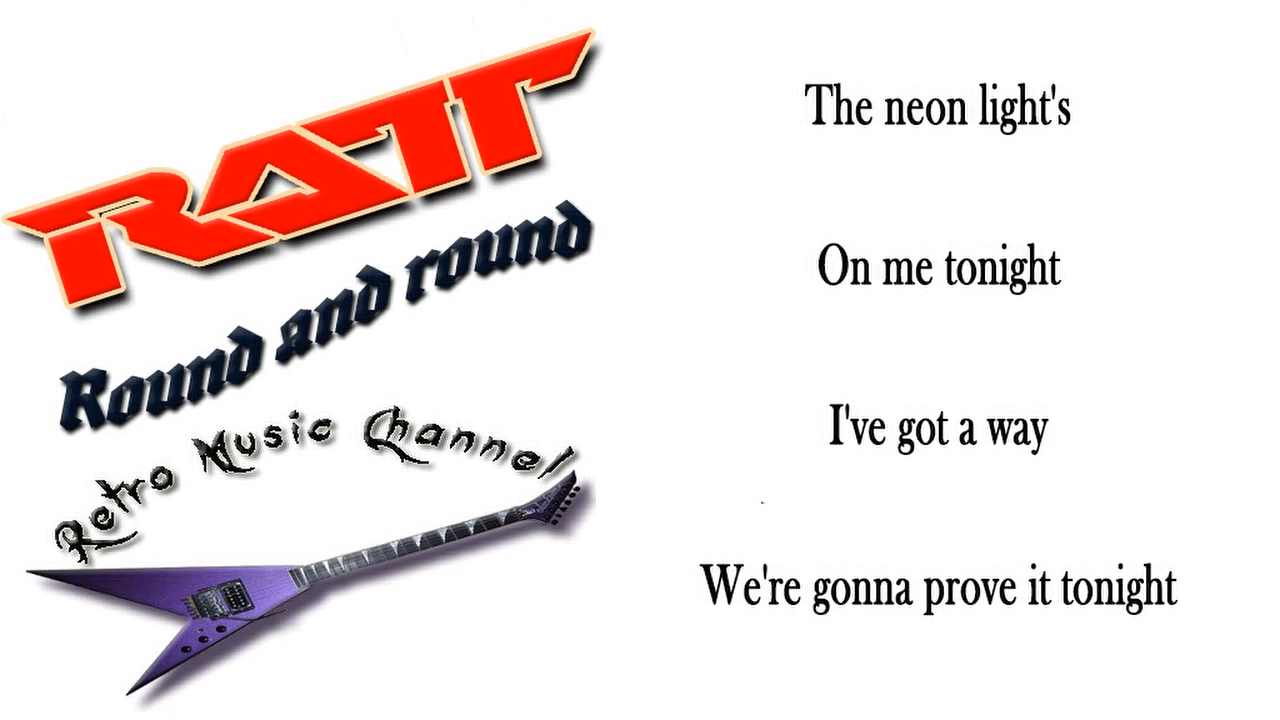 RATT
Round and round
Retro Music Channel
The neon light's
On me tonight
I've got a way
We're gonna prove it tonight